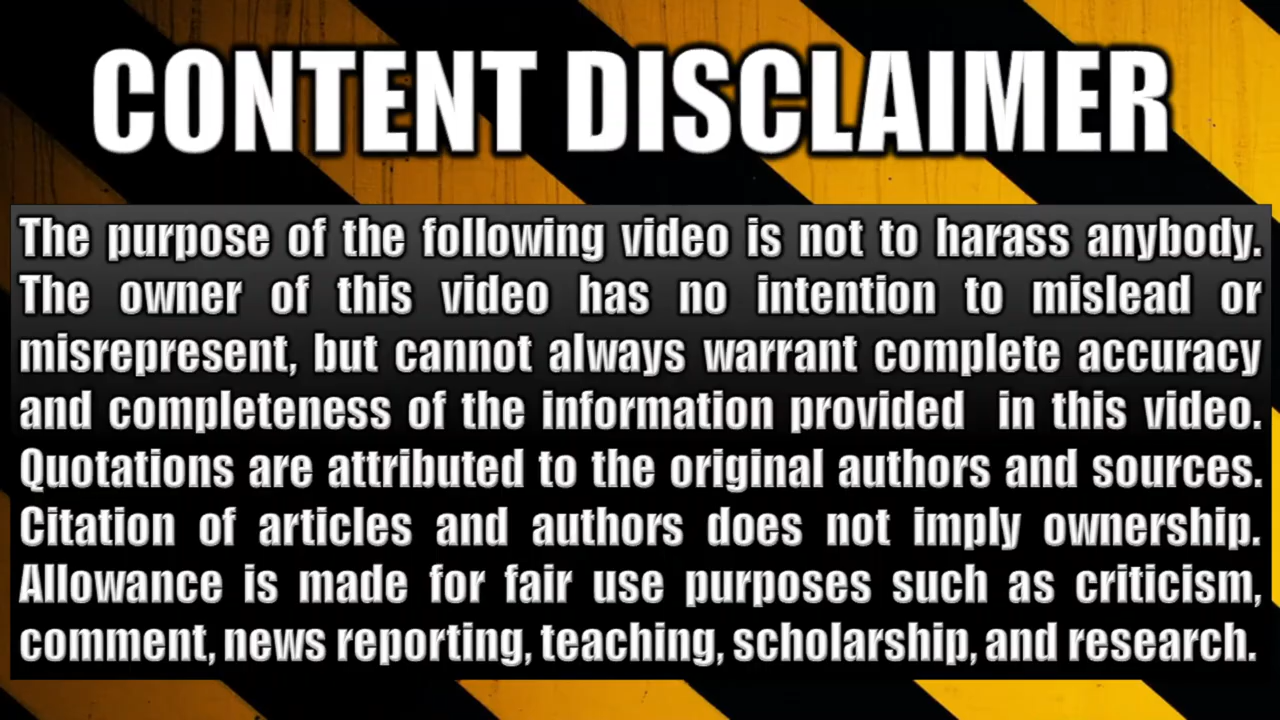 CONTENT DISCLAIMER
The purpose of the following video is not to harass anybody.
The owner of this video has no intention to mislead or
misrepresent, but cannot always warrant complete accuracy
and completeness of the information provided in this video.
Quotations are attributed to the original authors and sources.
Citation of articles and authors does not imply ownership.
Allowance is made for fair use purposes such as criticism,
comment, news reporting, teaching, scholarship, and research.